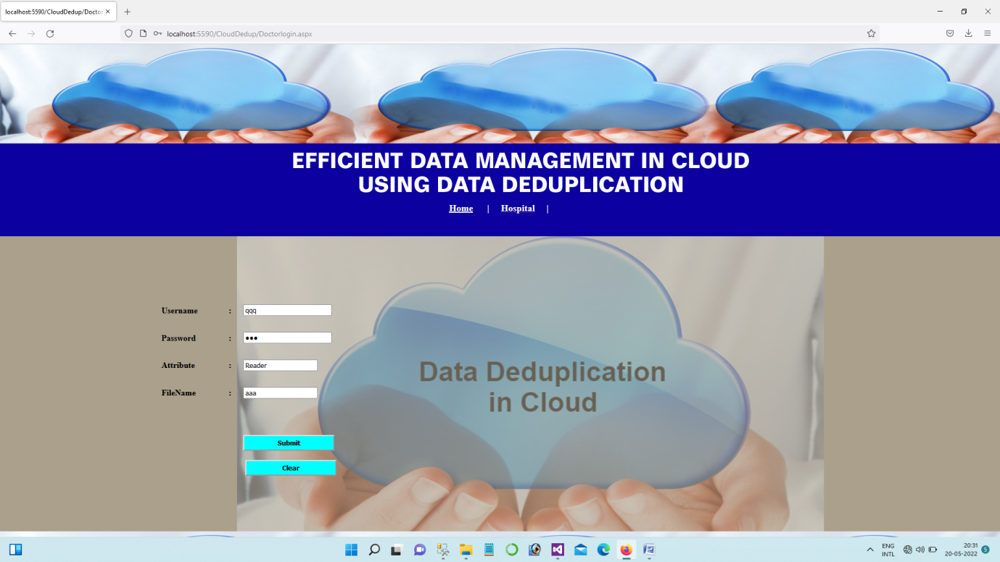 localhost:5590/CloudDedup/Doctorl
localhost:5590/CloudDedup/Doctorlogin.aspx
EFFICIENT DATA MANAGEMENT IN CLOUD
USING DATA DEDUPLICATION
Home | Hospital |
Username : qqq
Password : •••
Attribute : Reader
FileName : aaa
Data Deduplication
in Cloud
Submit
Clear
ENG
INTL
20:31
20-05-2022
5